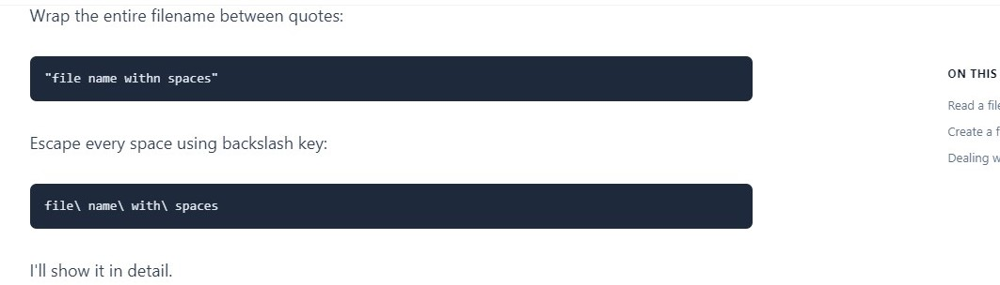 Wrap the entire filename between quotes:
"file name withn spaces"
Escape every space using backslash key:
file\ name\ with\ spaces
I'll show it in detail.
ON THIS
Read a file
Create a f
Dealing w